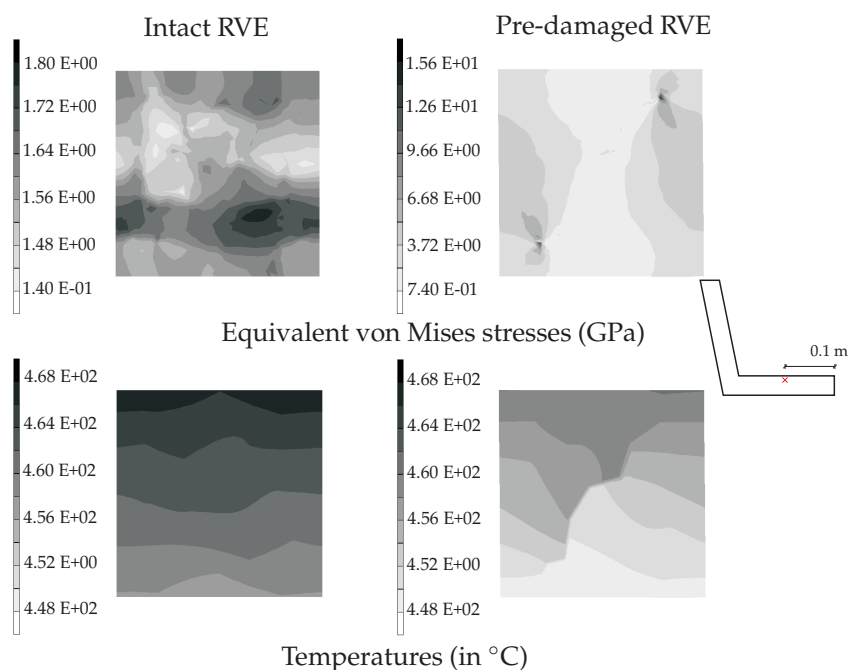 Intact RVE
Pre-damaged RVE
1.80 E+00
1.72 E+00
1.64 E+00
1.56 E+00
1.48 E+00
1.40 E-01
1.56 E+01
1.26 E+01
9.66 E+00
6.68 E+00
3.72 E+00
7.40 E-01
Equivalent von Mises stresses (GPa)
0.1 m
4.68 E+02
4.64 E+02
4.60 E+02
4.56 E+02
4.52 E+00
4.48 E+02
4.68 E+02
4.64 E+02
4.60 E+02
4.56 E+02
4.52 E+02
4.48 E+02
Temperatures (in °C)